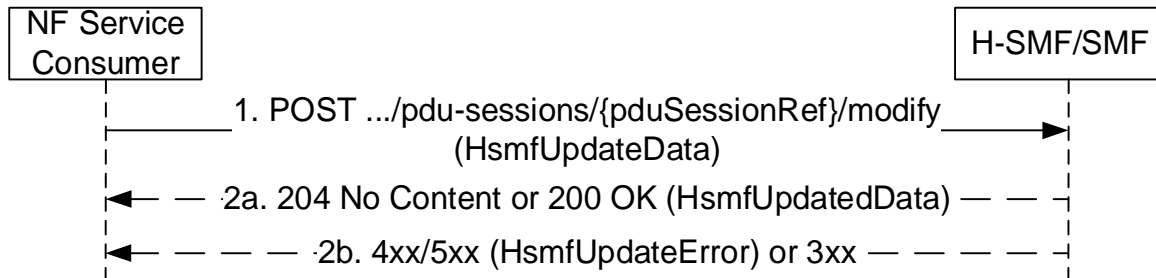 NF Service
Consumer
H-SMF/SMF
1. POST .../pdu-sessions/{pduSessionRef}/modify
(HsmfUpdateData)
2a. 204 No Content or 200 OK (HsmfUpdatedData)
2b. 4xx/5xx (HsmfUpdateError) or 3xx